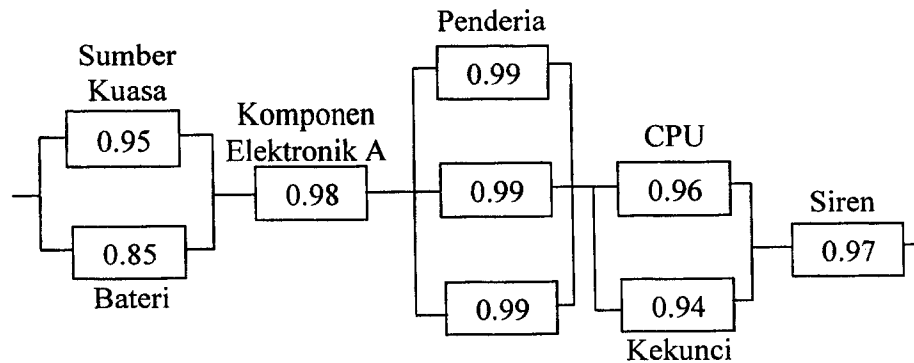 Sumber
Kuasa
0.95
0.85
Bateri
Komponen
Elektronik A
0.98
Penderia
0.99
0.99
0.99
CPU
0.96
0.94
Kekunci
Siren
0.97